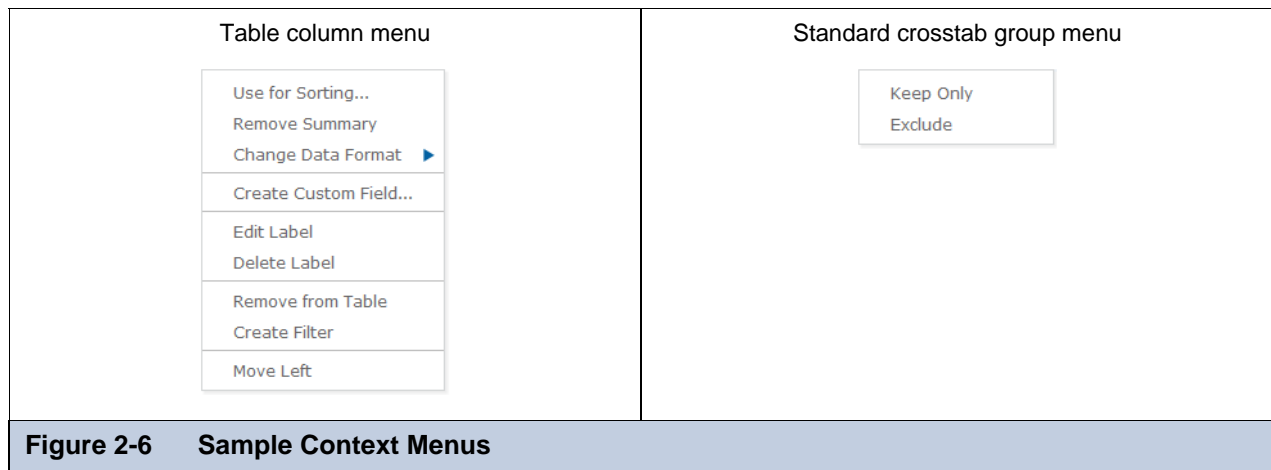 Table column menu
Use for Sorting...
Remove Summary
Change Data Format
Create Custom Field...
Edit Label
Delete Label
Remove from Table
Create Filter
Move Left
Standard crosstab group menu
Keep Only
Exclude
Figure 2-6 Sample Context Menus